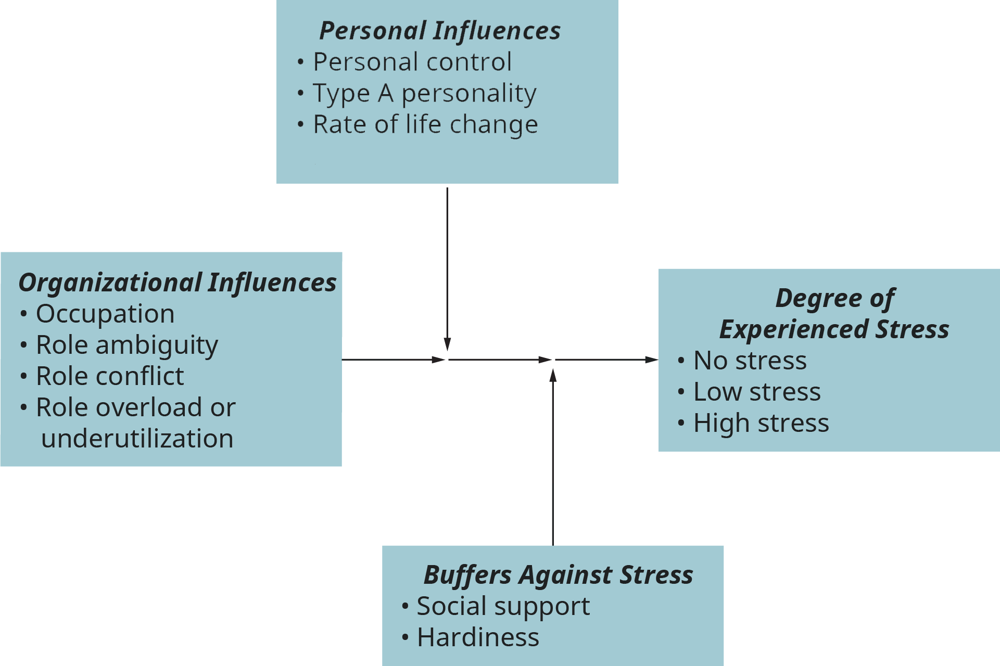 Personal Influences
• Personal control
• Type A personality
• Rate of life change
Organizational Influences
• Occupation
• Role ambiguity
• Role conflict
• Role overload or
underutilization
Degree of
Experienced Stress
• No stress
• Low stress
• High stress
Buffers Against Stress
• Social support
• Hardiness